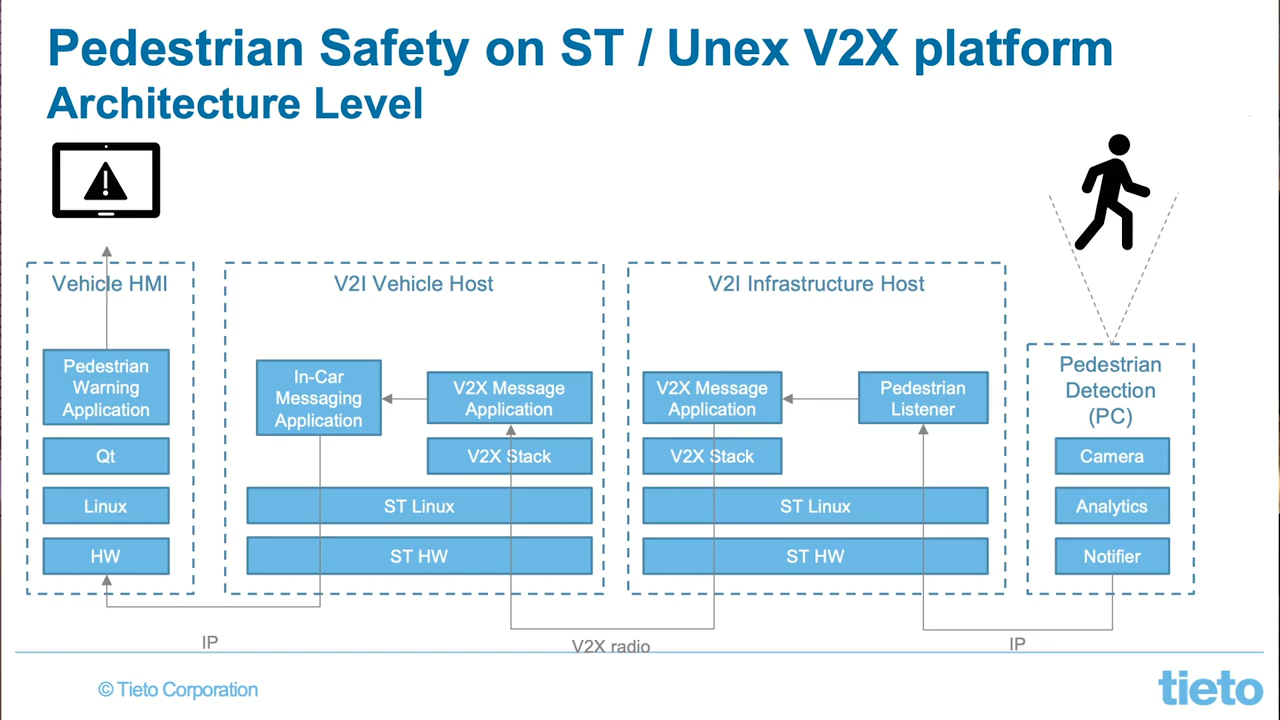 Pedestrian Safety on ST / Unex V2X platform
Architecture Level
Vehicle HMI
Pedestrian
Warning
Application
Qt
Linux
HW
V2I Vehicle Host
In-Car
Messaging
Application
V2X Message
Application
V2X Stack
ST Linux
ST HW
V2I Infrastructure Host
V2X Message
Application
Pedestrian
Listener
V2X Stack
ST Linux
ST HW
Pedestrian
Detection
(PC)
Camera
Analytics
Notifier
IP
V2X radio
IP
© Tieto Corporation
tieto